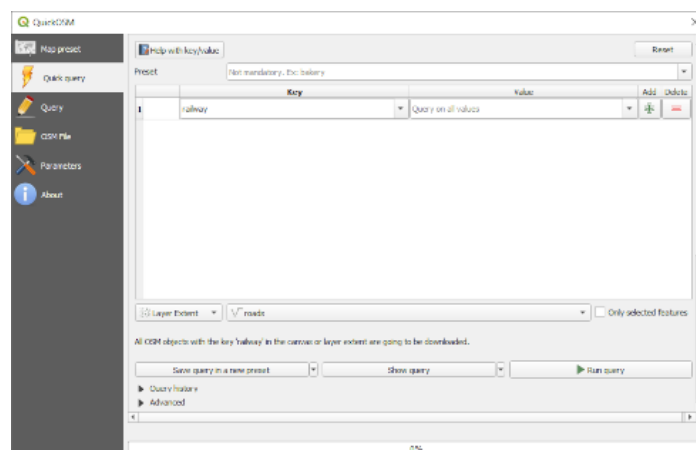 QuickOSM
Map preset
Help with key/value
Reset
Quick query
Preset
Not mandatory. Ex: bakery
Key
Value
Add
Delete
Query
1
railway
Query on all values
OSM File
Parameters
About
Layer Extent
roads
Only selected features
All OSM objects with the key 'railway' in the canvas or layer extent are going to be downloaded.
Save query in a new preset
Show query
Run query
Query history
Advanced
0%